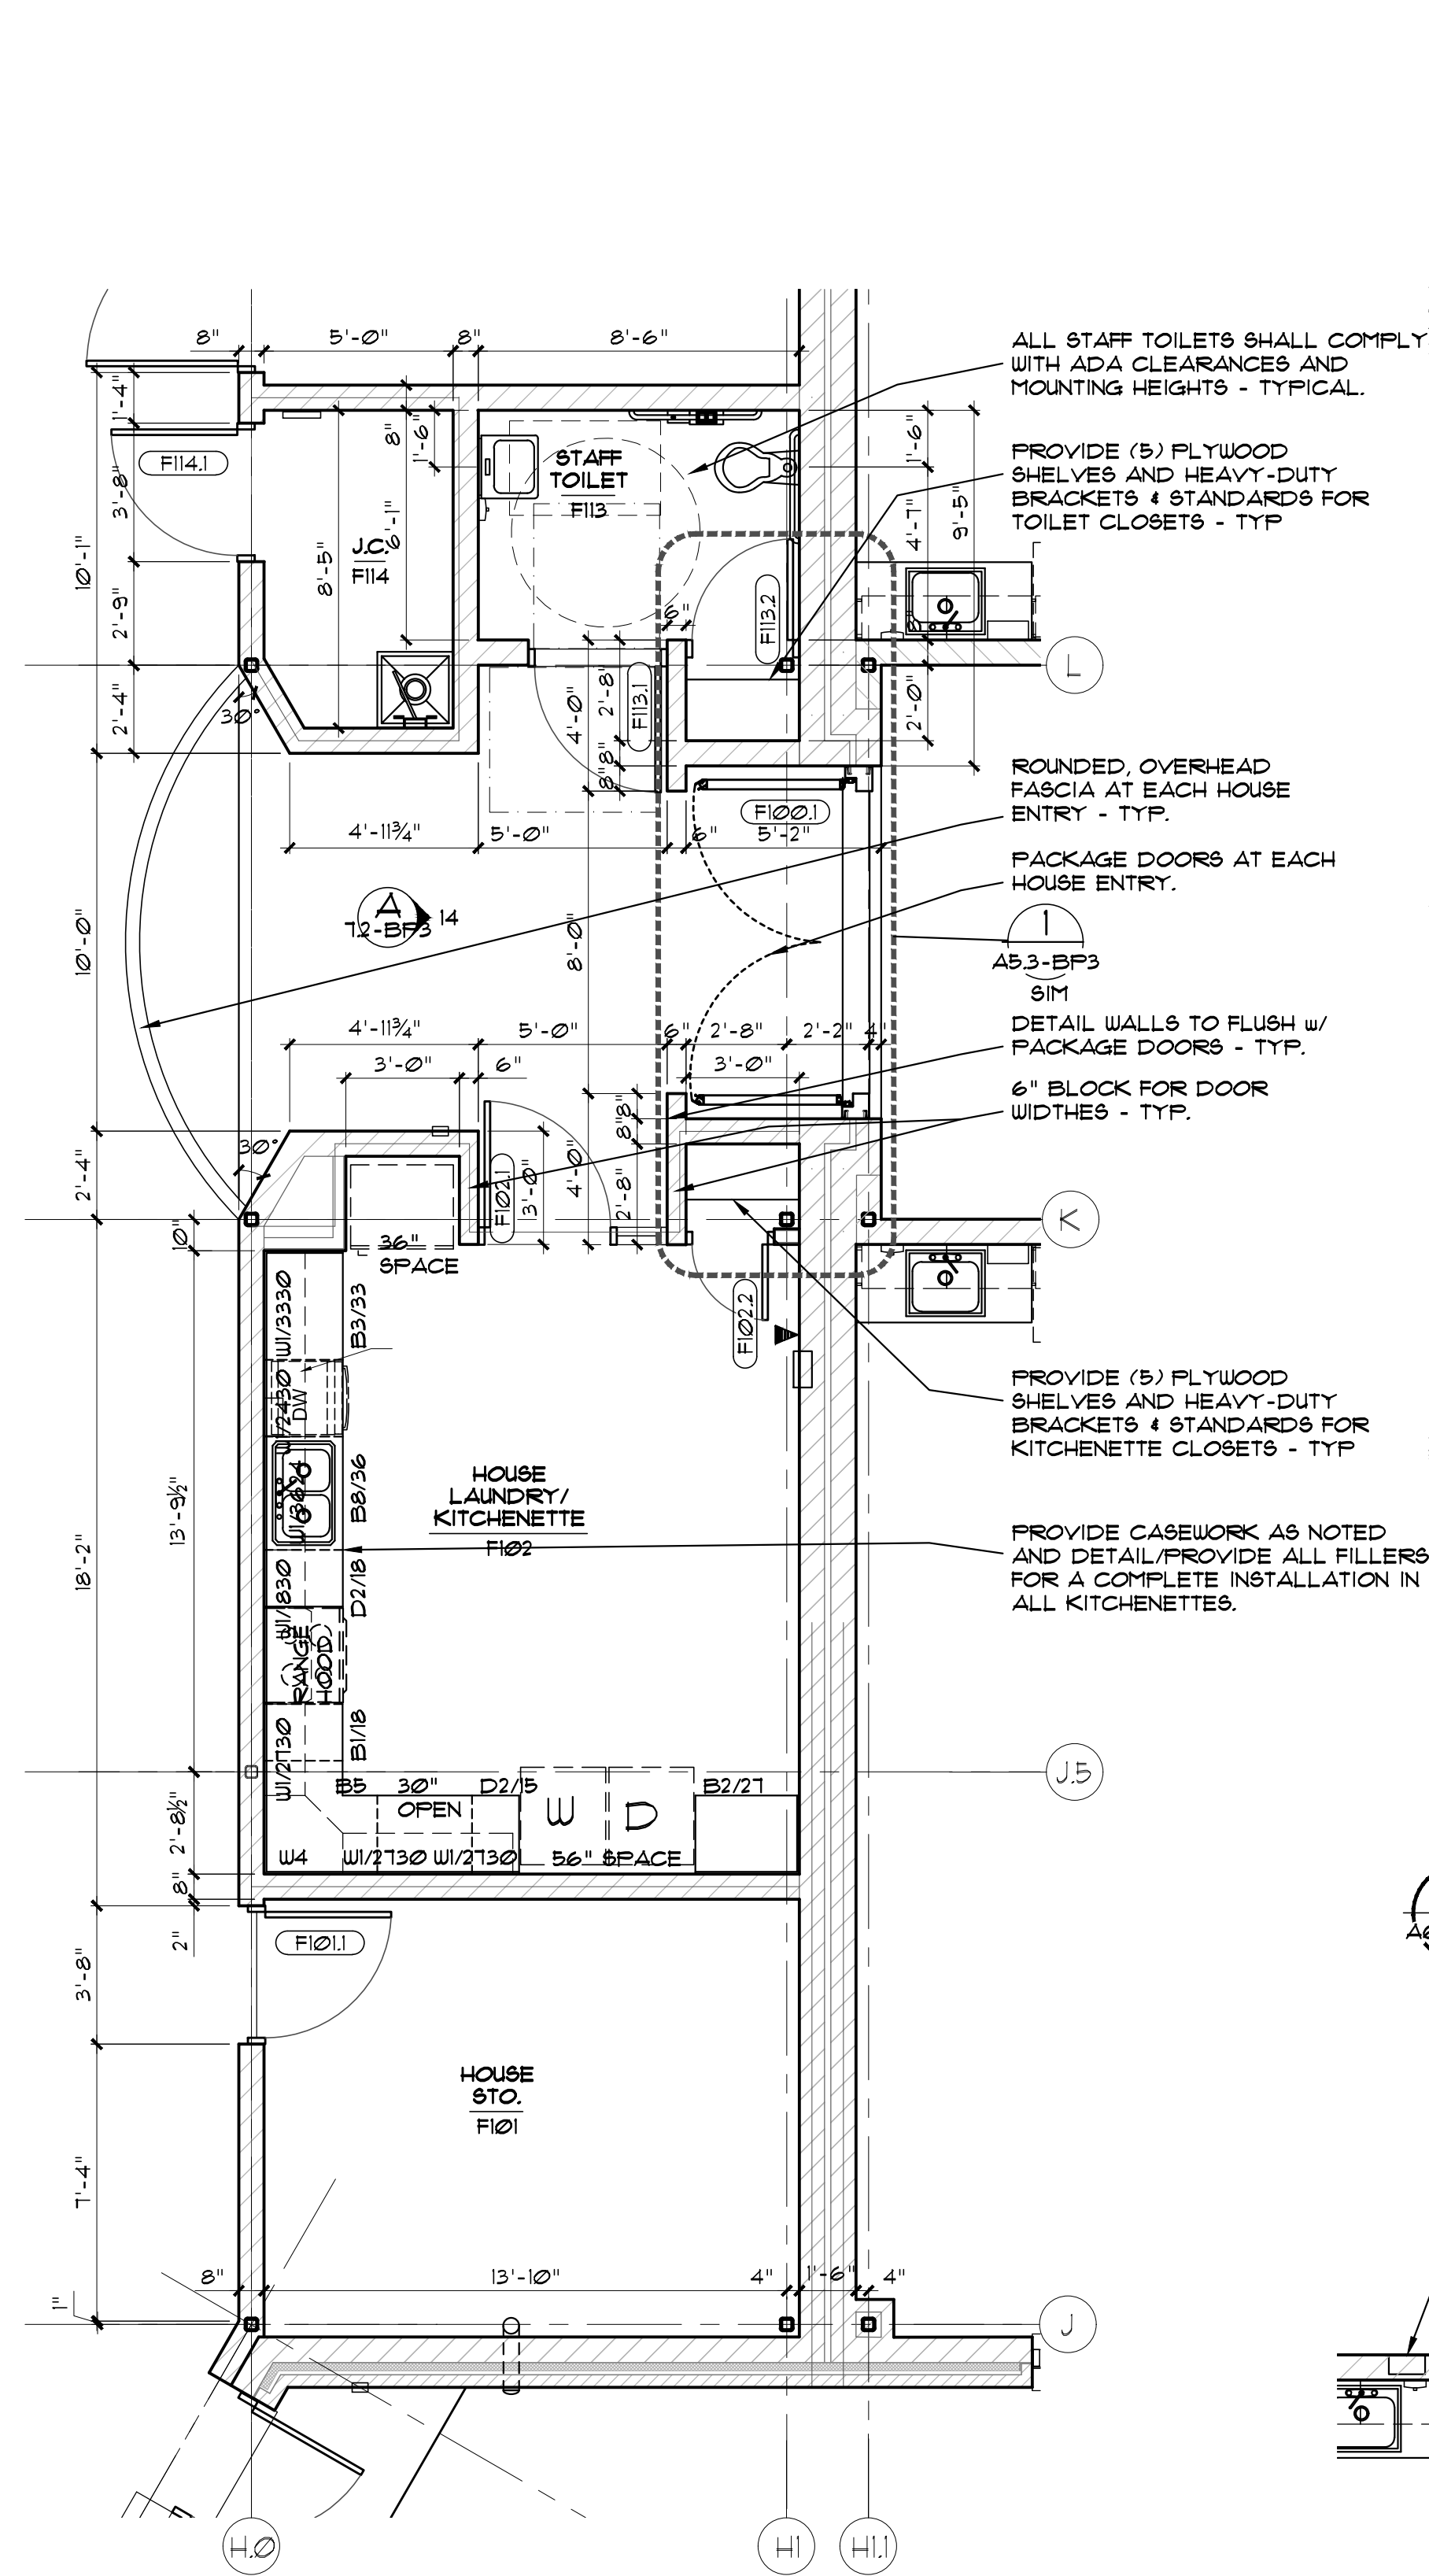 8"
5'-0"
8"
8'-6"
ALL STAFF TOILETS SHALL COMPLY
WITH ADA CLEARANCES AND
MOUNTING HEIGHTS - TYPICAL.
1'-4"
8"
1'-6"
1'-6"
F114.1
STAFF
TOILET
F113
PROVIDE (5) PLYWOOD
SHELVES AND HEAVY-DUTY
BRACKETS & STANDARDS FOR
TOILET CLOSETS - TYP
3'-8"
10'-1"
8'-5"
J.C.
F114
6'-1"
4'-7"
9'-5"
2'-9"
6"
F113.2
L
2'-4"
30°
4'-0"
2'-8"
F113.1
2'-0"
8"
8"
ROUNDED, OVERHEAD
FASCIA AT EACH HOUSE
ENTRY - TYP.
F100.1
4'-11¾"
5'-0"
6"
5'-2"
PACKAGE DOORS AT EACH
HOUSE ENTRY.
A
7.2-BP3
14
10'-0"
8'-0"
1
A5.3-BP3
SIM
4'-11¾"
5'-0"
6"
2'-8"
2'-2"
4"
DETAIL WALLS TO FLUSH w/
PACKAGE DOORS - TYP.
3'-0"
6"
3'-0"
6" BLOCK FOR DOOR
WIDTHES - TYP.
30°
8"
8"
2'-4"
F102.1
3'-0"
4'-0"
2'-8"
K
10"
36"
SPACE
W1/3330
B3/33
F102.2
PROVIDE (5) PLYWOOD
SHELVES AND HEAVY-DUTY
BRACKETS & STANDARDS FOR
KITCHENETTE CLOSETS - TYP
W1/2430
DW
W1/3624
B8/36
HOUSE
LAUNDRY/
KITCHENETTE
F102
13'-9½"
18'-2"
PROVIDE CASEWORK AS NOTED
AND DETAIL/PROVIDE ALL FILLERS
FOR A COMPLETE INSTALLATION IN
ALL KITCHENETTES.
W1/1830
D2/18
RANGE
HOOD
W1/2730
B1/18
J.5
B5
30"
OPEN
D2/15
W
D
B2/27
2'-8½"
W4
W1/2730
W1/2730
56" SPACE
8"
2"
F101.1
3'-8"
HOUSE
STO.
F101
7'-4"
8"
13'-10"
4"
1'-6"
4"
1"
J
H.0
H1
H1.1